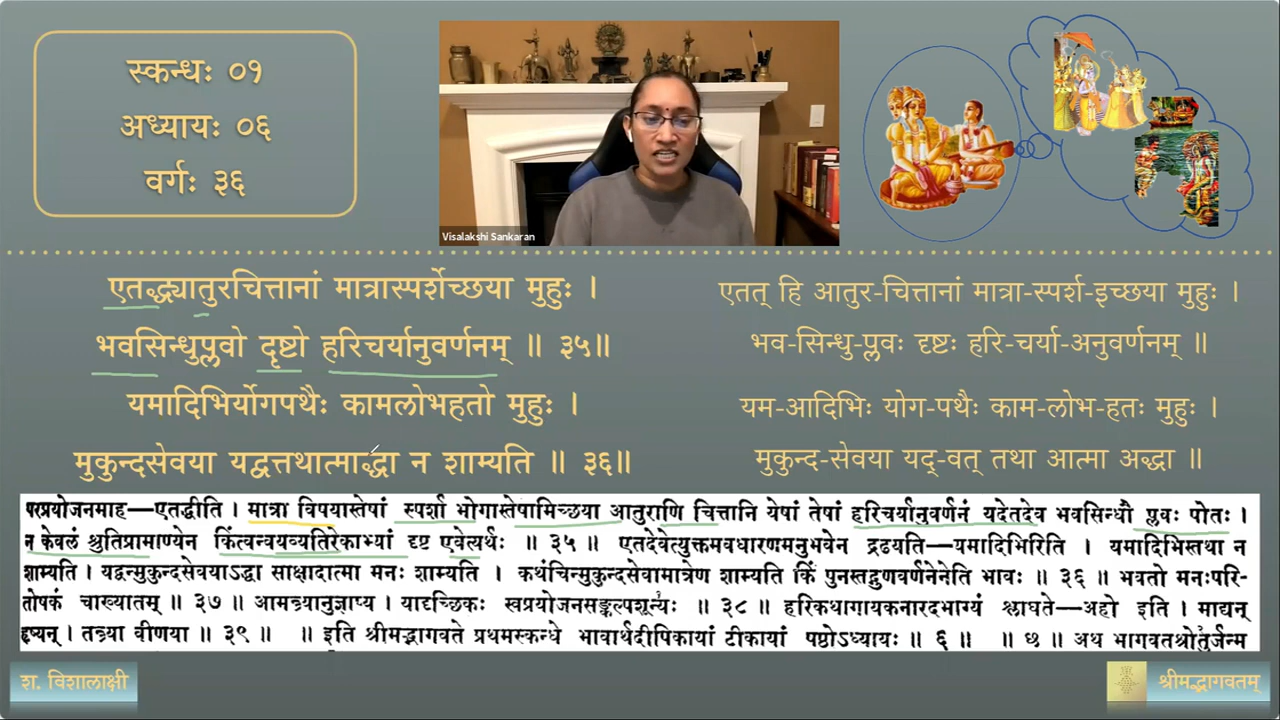 स्कन्धः ०१
अध्यायः ०६
वर्गः ३६
Visalakshi Sankaran
एतद्ध्यातुरचित्तानां मात्रास्पर्शेच्छया मुहुः ।
भवसिन्धुप्लवो दृष्टो हरिचर्यानुवर्णनम् ॥ ३५॥
यमादिभिर्योगपथैः कामलोभहतो मुहुः ।
मुकुन्दसेवया यद्वत्तथात्माद्धा न शाम्यति ॥ ३६॥
एतत् हि आतुर-चित्तानां मात्रा-स्पर्श-इच्छया मुहुः ।
भव-सिन्धु-प्लवः दृष्टः हरि-चर्या-अनुवर्णनम् ॥
यम-आदिभिः योग-पथैः काम-लोभ-हतः मुहुः ।
मुकुन्द-सेवया यद्-वत् तथा आत्मा अद्धा ॥
परप्रयोजनमाह—एतद्धीति । मात्रा विषयास्तेषां स्पर्शा भोगास्तेषामिच्छया आतुराणि चित्तानि येषां तेषां हरिचर्यानुवर्णनं यदेतदेव भवसिन्धौ प्लवः पोतः ।
न केवलं श्रुतिप्रामाण्येन किंत्वन्वयव्यतिरेकाभ्यां दृष्ट एवेत्यर्थः ॥ ३५ ॥ एतदेवेत्युक्तमवधारणमनुभवेन द्रढयति—यमादिभिरिति । यमादिभिस्तथा न
शाम्यति । यद्वन्मुकुन्दसेवयाऽद्धा साक्षादात्मा मनः शाम्यति । कथंचिन्मुकुन्दसेवामात्रेण शाम्यति किं पुनस्तद्गुणवर्णनेनेति भावः ॥ ३६ ॥ भवतो मनःपरि-
तोषकं चाख्यातम् ॥ ३७ ॥ आमन्त्र्यानुज्ञाप्य । यादृच्छिकः स्वप्रयोजनसङ्कल्पशून्यः ॥ ३८ ॥ हरिकथागायकनारदभाग्यं श्लाघते—अहो इति । माद्यन्
हृष्यन् । तन्त्र्या वीणया ॥ ३९ ॥ ॥ इति श्रीमद्भागवते प्रथमस्कन्धे भावार्थदीपिकायां टीकायां षष्ठोऽध्यायः ॥ ६ ॥ ॥ छ ॥ अथ भागवतश्रोतुर्जन्म
श. विशालाक्षी
श्रीमद्भागवतम्